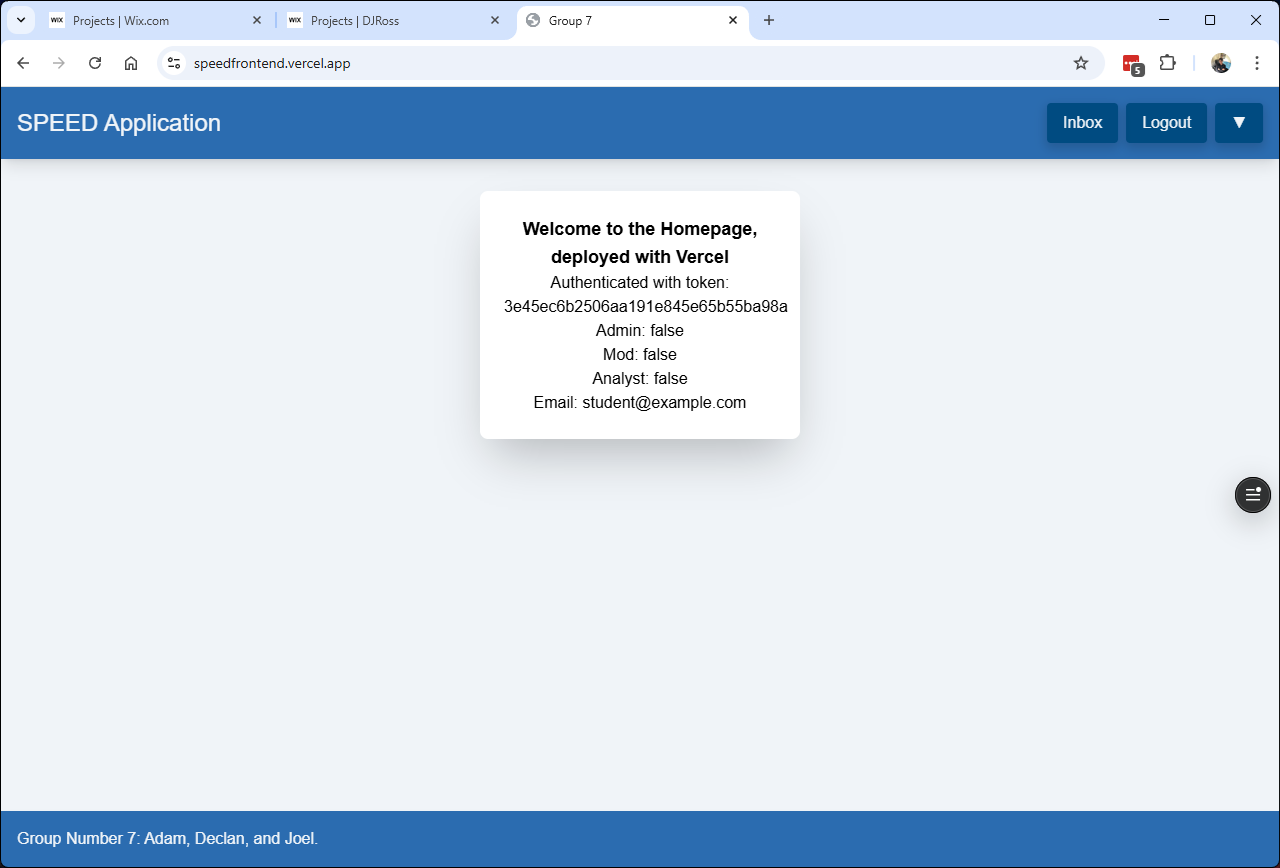 WIX Projects | Wix.com
WIX Projects | DJRoss
Group 7
speedfrontend.vercel.app
5
SPEED Application
Inbox
Logout
▼
Welcome to the Homepage,
deployed with Vercel
Authenticated with token:
3e45ec6b2506aa191e845e65b55ba98a
Admin: false
Mod: false
Analyst: false
Email: student@example.com
Group Number 7: Adam, Declan, and Joel.